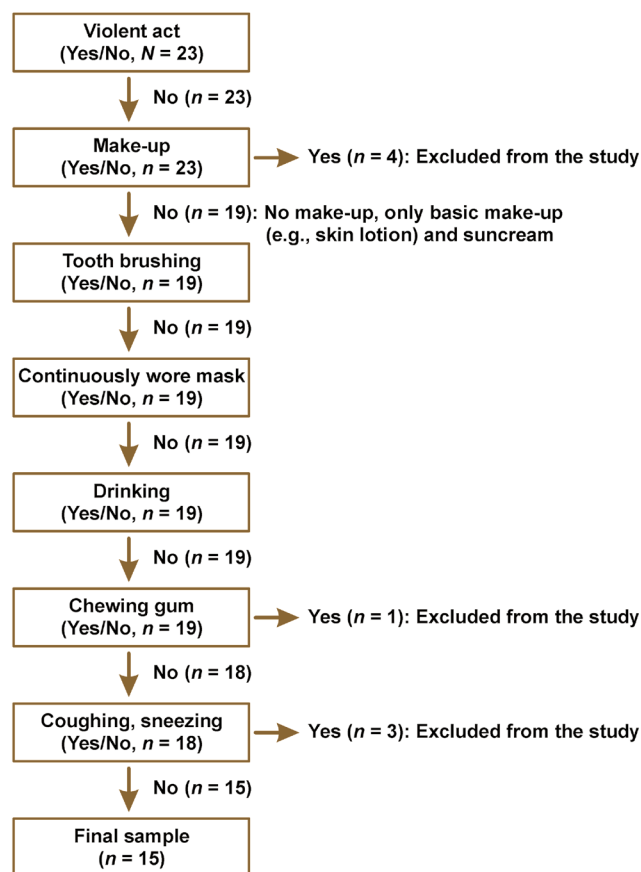 Violent act
(Yes/No, N = 23)
No (n = 23)
Make-up
(Yes/No, n = 23)
Yes (n = 4): Excluded from the study
No (n = 19): No make-up, only basic make-up
(e.g., skin lotion) and suncream
Tooth brushing
(Yes/No, n = 19)
No (n = 19)
Continuously wore mask
(Yes/No, n = 19)
No (n = 19)
Drinking
(Yes/No, n = 19)
No (n = 19)
Chewing gum
(Yes/No, n = 19)
Yes (n = 1): Excluded from the study
No (n = 18)
Coughing, sneezing
(Yes/No, n = 18)
Yes (n = 3): Excluded from the study
No (n = 15)
Final sample
(n = 15)